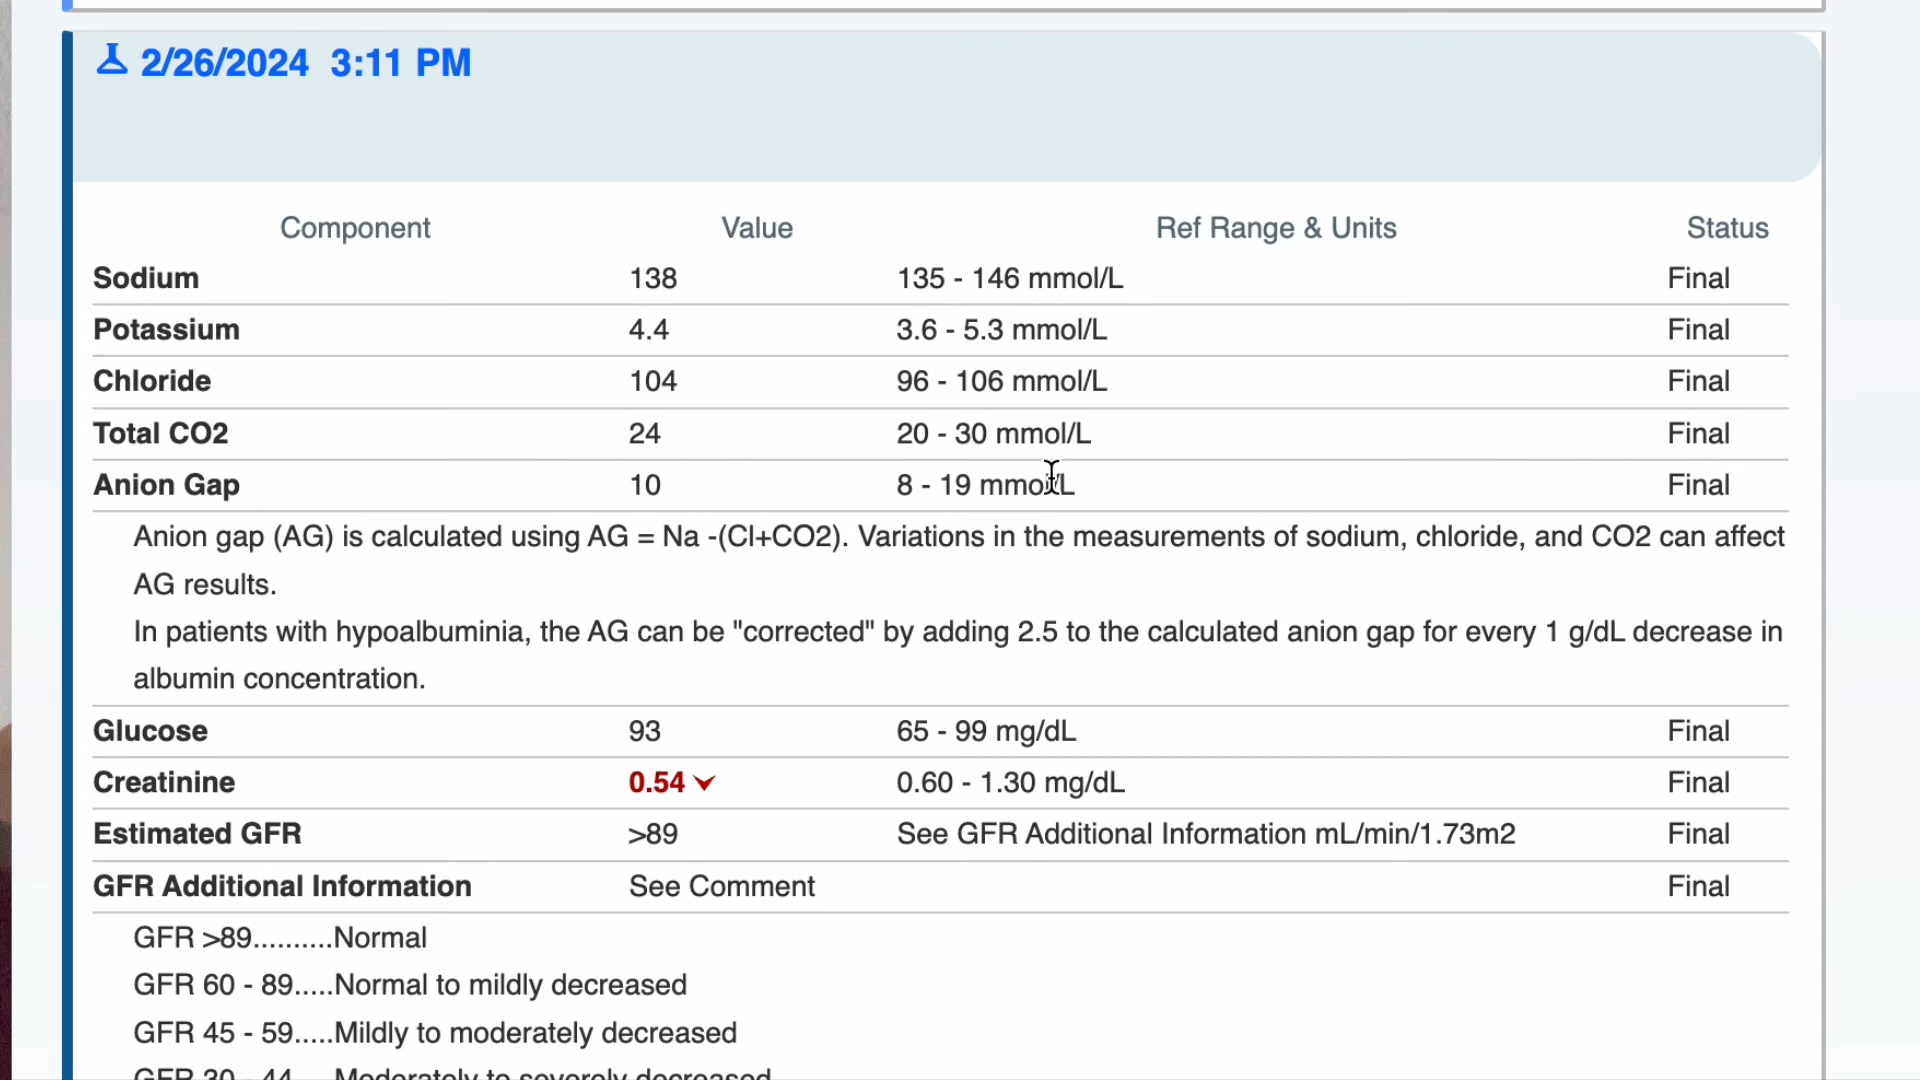 2/26/2024 3:11 PM
Component Value Ref Range & Units Status
Sodium 138 135 - 146 mmol/L Final
Potassium 4.4 3.6 - 5.3 mmol/L Final
Chloride 104 96 - 106 mmol/L Final
Total CO2 24 20 - 30 mmol/L Final
Anion Gap 10 8 - 19 mmol/L Final
Anion gap (AG) is calculated using AG = Na -(Cl+CO2). Variations in the measurements of sodium, chloride, and CO2 can affect
AG results.
In patients with hypoalbuminia, the AG can be "corrected" by adding 2.5 to the calculated anion gap for every 1 g/dL decrease in
albumin concentration.
Glucose 93 65 - 99 mg/dL Final
Creatinine 0.54 0.60 - 1.30 mg/dL Final
Estimated GFR >89 See GFR Additional Information mL/min/1.73m2 Final
GFR Additional Information See Comment Final
GFR >89..........Normal
GFR 60 - 89.....Normal to mildly decreased
GFR 45 - 59.....Mildly to moderately decreased
GFR 30 - 44.....Moderately to severely decreased